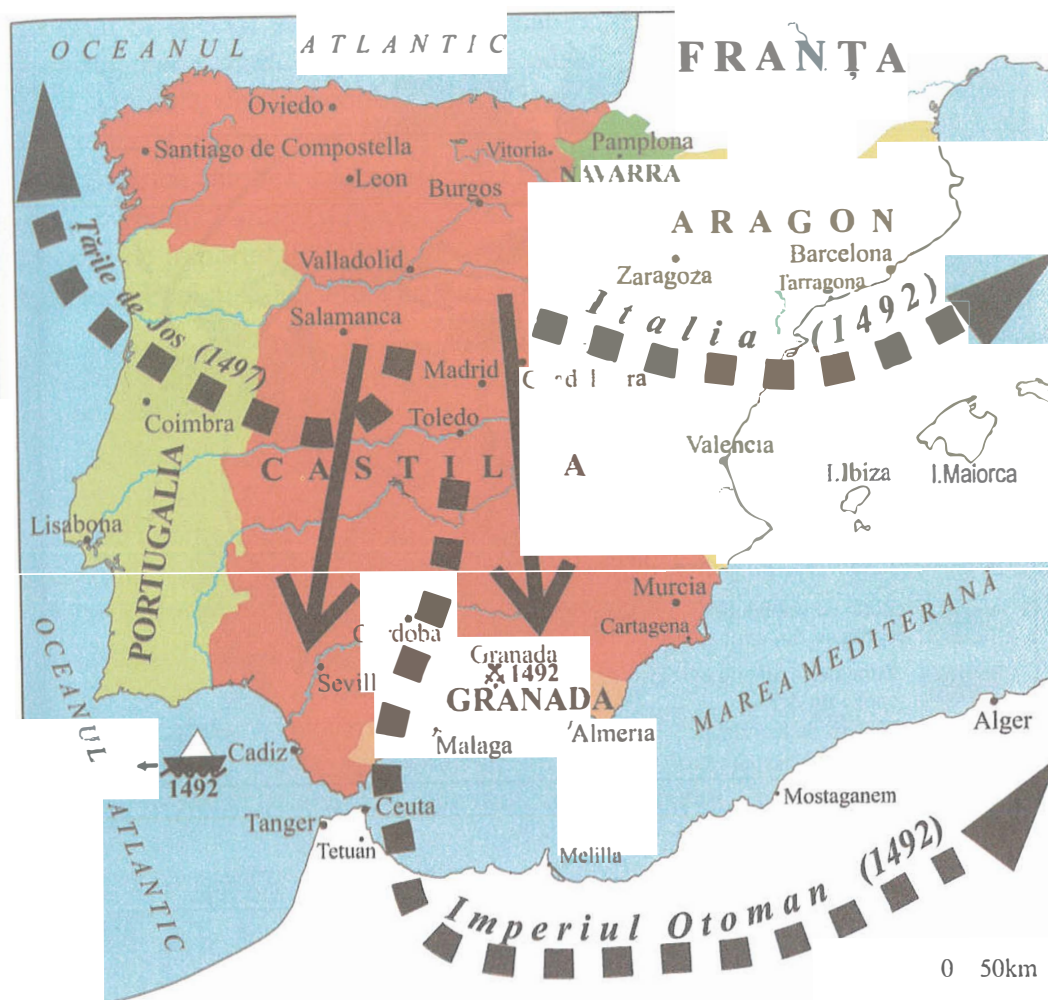 OCEANUL ATLANTIC
FRANȚA
Oviedo
Santiago de Compostella
Vitoria
Pamplona
Leon
NAVARRA
Burgos
ARAGON
Țările de Jos (1497)
Valladolid
Zaragoza
Barcelona
Tarragona
Salamanca
Italia (1492)
Madrid
Coimbra
Toledo
CASTIL
A
Valencia
I.Ibiza
I.Maiorca
PORTUGALIA
Lisabona
Murcia
Cartagena
MAREA MEDITERANĂ
OCEANUL
ATLANTIC
Sevill
Granada
1492
GRANADA
Malaga
Almeria
Cadiz
1492
Alger
Ceuta
Mostaganem
Tanger
Tetuán
Melilla
Imperiul Otoman (1492)
0 50km